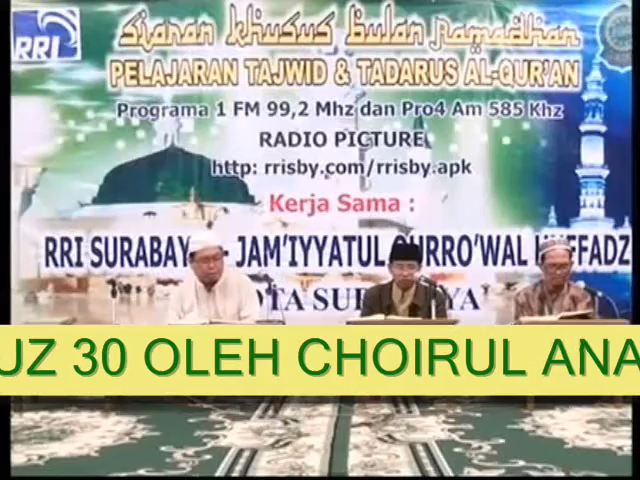 RRI
Siaran khusus bulan ramadhan
PELAJARAN TAJWID & TADARUS AL-QUR'AN
Programa 1 FM 99,2 Mhz dan Pro4 Am 585 Khz
RADIO PICTURE
http: rrisby.com/rrisby.apk
Kerja Sama :
RRI SURABAY JAM'IYYATUL QURRO'WAL
UZ 30 OLEH CHOIRUL ANA